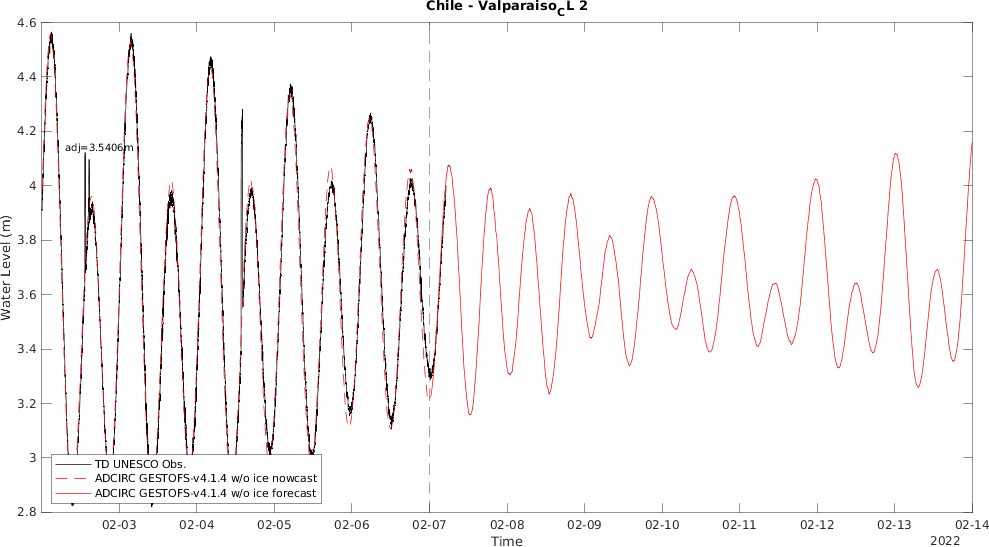 Chile - Valparaiso_CL 2
Water Level (m)
4.6
4.4
4.2
4
3.8
3.6
3.4
3.2
3
2.8
adj=3.5406m
TD UNESCO Obs.
ADCIRC GESTOFS-v4.1.4 w/o ice nowcast
ADCIRC GESTOFS-v4.1.4 w/o ice forecast
02-03 02-04 02-05 02-06 02-07 02-08 02-09 02-10 02-11 02-12 02-13 02-14
Time
2022